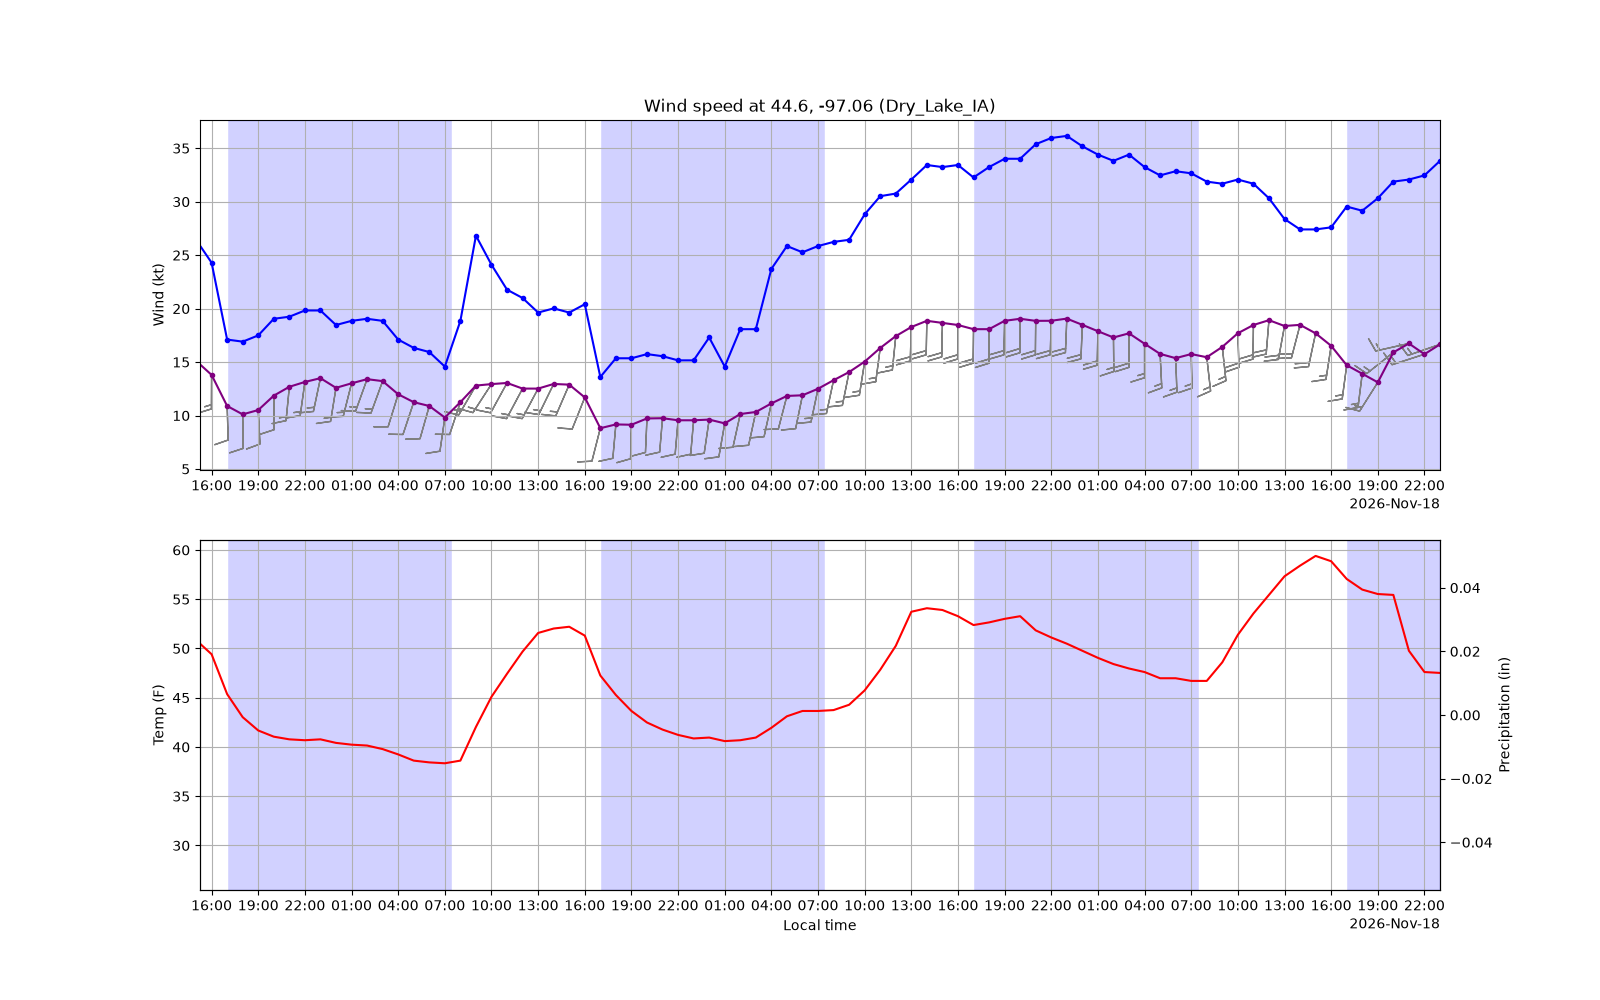 Wind speed at 44.6, -97.06 (Dry_Lake_IA)
35
30
25
20
15
10
5
Wind (kt)
16:00 19:00 22:00 01:00 04:00 07:00 10:00 13:00 16:00 19:00 22:00 01:00 04:00 07:00 10:00 13:00 16:00 19:00 22:00 01:00 04:00 07:00 10:00 13:00 16:00 19:00 22:00
2026-Nov-18
60
55
50
45
40
35
30
Temp (F)
0.04
0.02
0.00
−0.02
−0.04
Precipitation (in)
16:00 19:00 22:00 01:00 04:00 07:00 10:00 13:00 16:00 19:00 22:00 01:00 04:00 07:00 10:00 13:00 16:00 19:00 22:00 01:00 04:00 07:00 10:00 13:00 16:00 19:00 22:00
Local time
2026-Nov-18